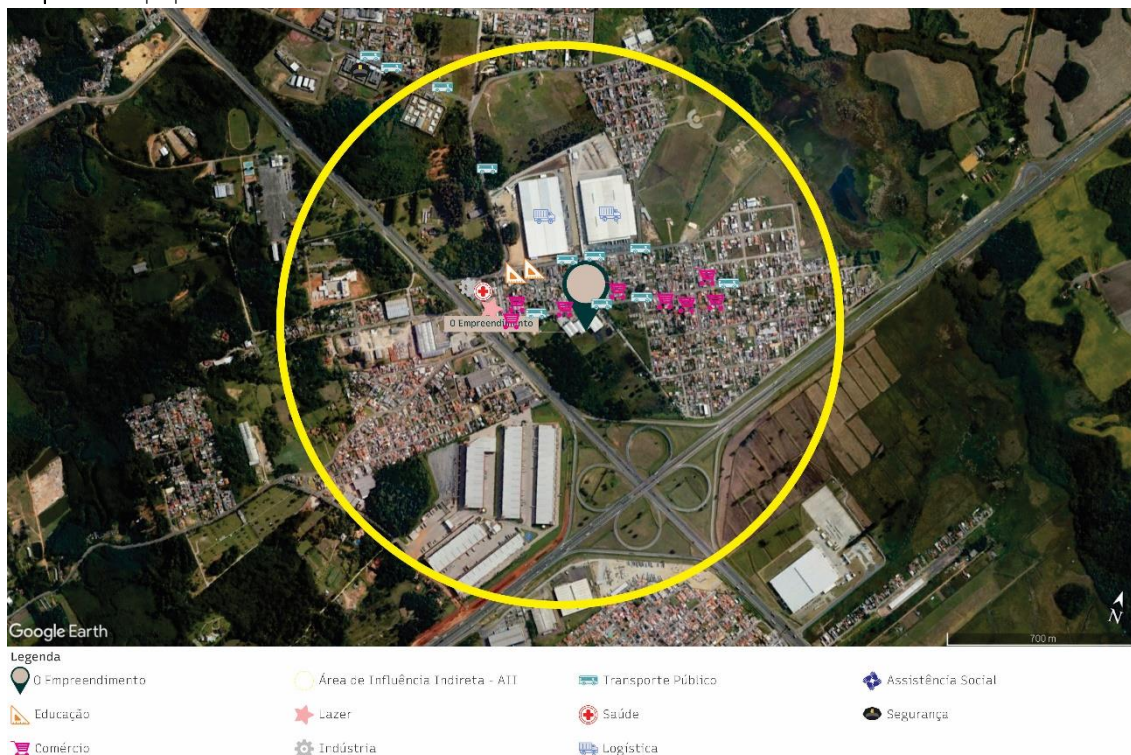 O Empreendimento
Google Earth
N
700 m
Legenda
O Empreendimento
Área de Influência Indireta - AII
Transporte Público
Assistência Social
Educação
Lazer
Saúde
Segurança
Comércio
Indústria
Logística